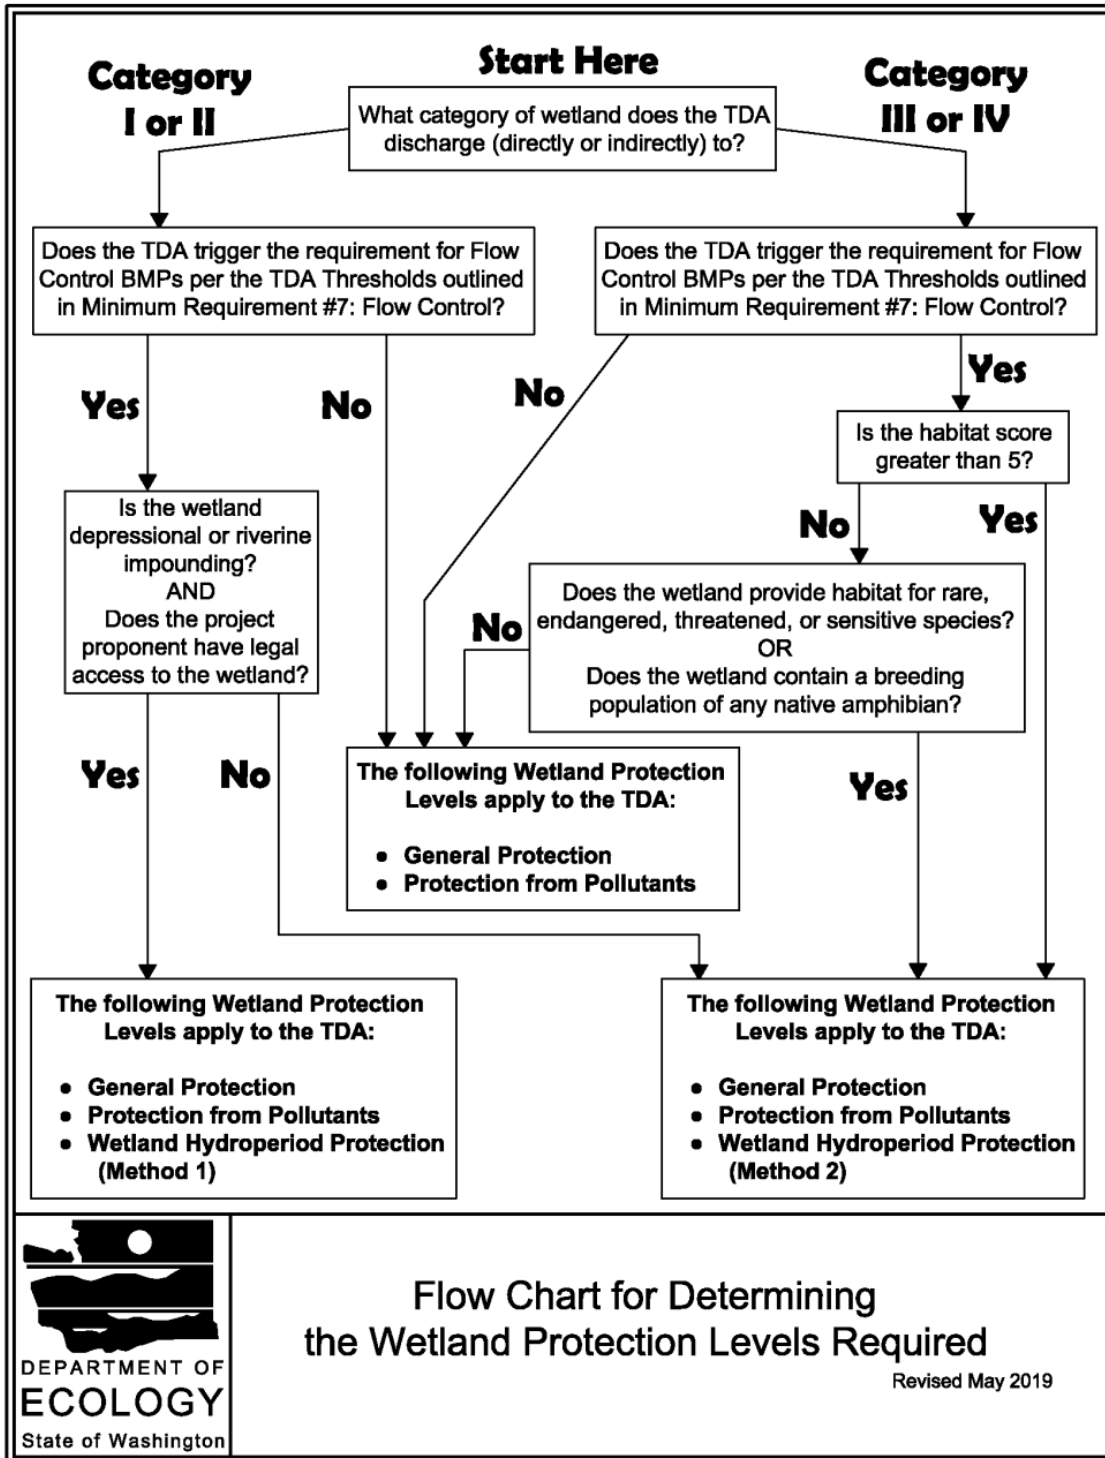 Start Here
Category
I or II
Category
III or IV
What category of wetland does the TDA
discharge (directly or indirectly) to?
Does the TDA trigger the requirement for Flow
Control BMPs per the TDA Thresholds outlined
in Minimum Requirement #7: Flow Control?
Does the TDA trigger the requirement for Flow
Control BMPs per the TDA Thresholds outlined
in Minimum Requirement #7: Flow Control?
Yes
No
No
Yes
Is the habitat score
greater than 5?
Is the wetland
depressional or riverine
impounding?
AND
Does the project
proponent have legal
access to the wetland?
No
Yes
Does the wetland provide habitat for rare,
endangered, threatened, or sensitive species?
OR
Does the wetland contain a breeding
population of any native amphibian?
No
Yes
No
Yes
The following Wetland Protection
Levels apply to the TDA:
• General Protection
• Protection from Pollutants
The following Wetland Protection
Levels apply to the TDA:
• General Protection
• Protection from Pollutants
• Wetland Hydroperiod Protection
(Method 1)
The following Wetland Protection
Levels apply to the TDA:
• General Protection
• Protection from Pollutants
• Wetland Hydroperiod Protection
(Method 2)
DEPARTMENT OF
ECOLOGY
State of Washington
Flow Chart for Determining
the Wetland Protection Levels Required
Revised May 2019